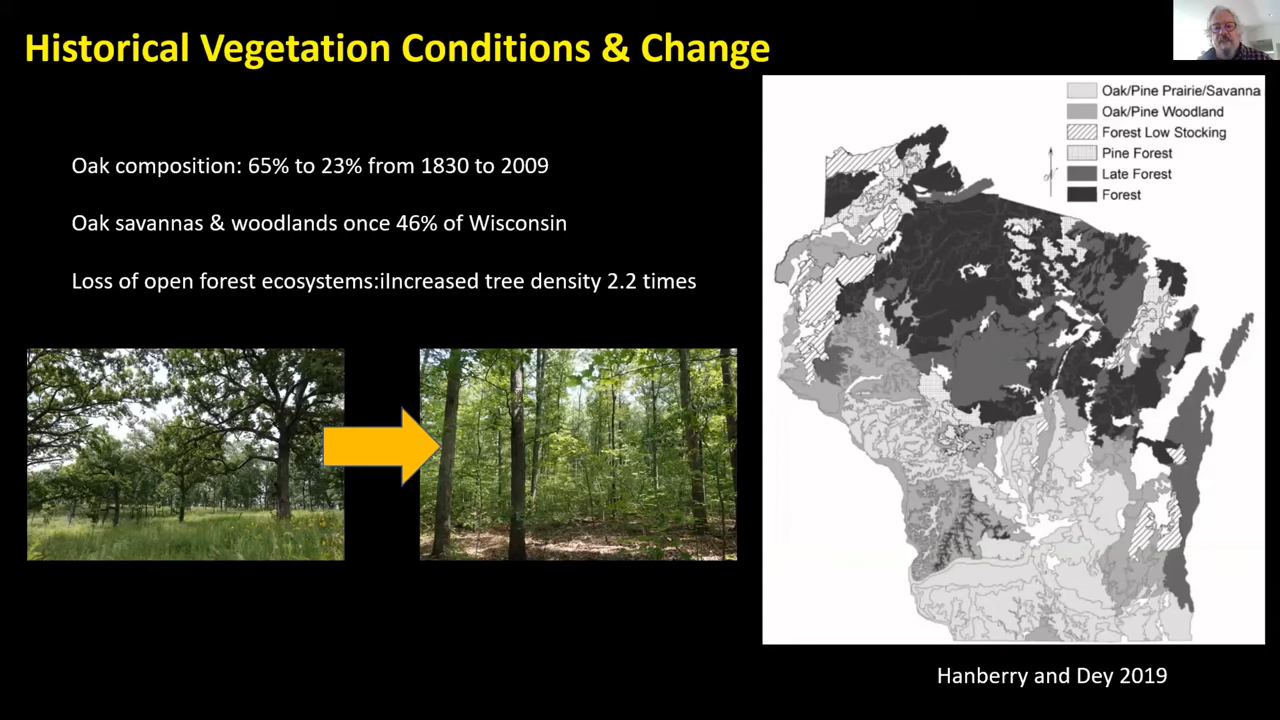 Historical Vegetation Conditions & Change
Oak composition: 65% to 23% from 1830 to 2009
Oak savannas & woodlands once 46% of Wisconsin
Loss of open forest ecosystems:iIncreased tree density 2.2 times
Oak/Pine Prairie/Savanna
Oak/Pine Woodland
Forest Low Stocking
Pine Forest
Late Forest
Forest
N
Hanberry and Dey 2019